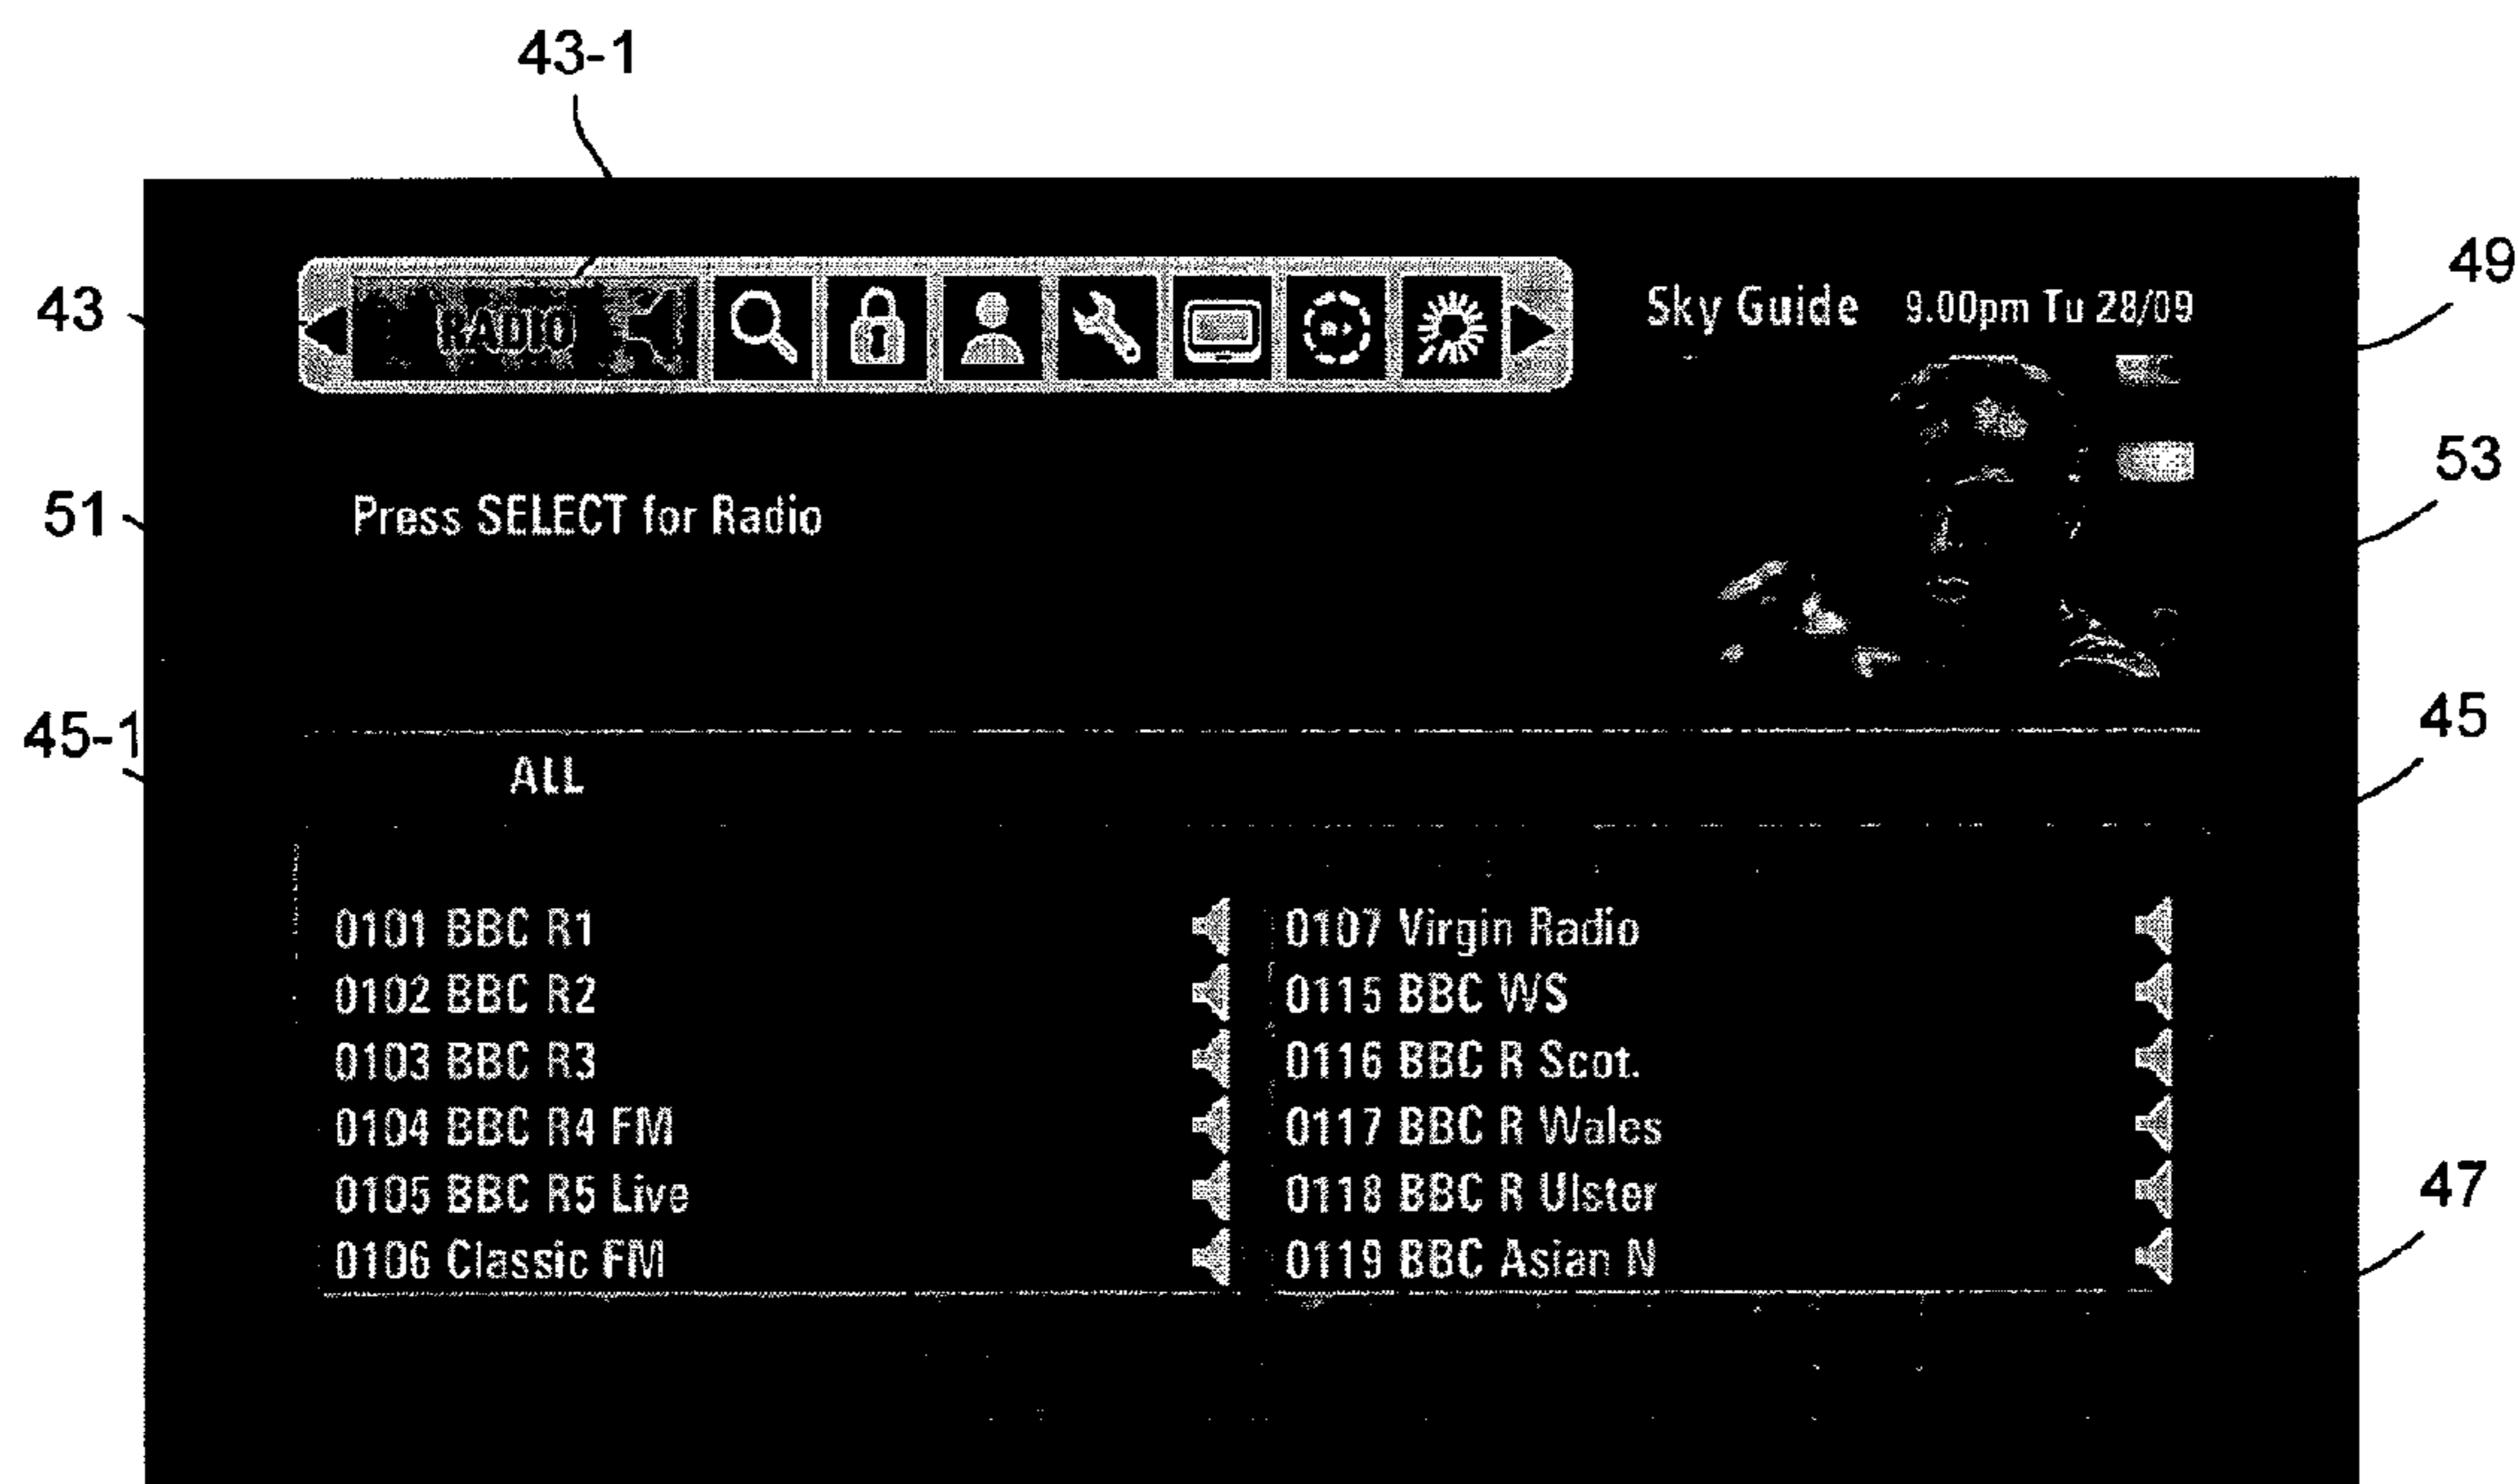 43-1
43
RADIO
Sky Guide 9.00pm Tu 28/09
49
51
Press SELECT for Radio
53
45-1
ALL
45
0101 BBC R1
0102 BBC R2
0103 BBC R3
0104 BBC R4 FM
0105 BBC R5 Live
0106 Classic FM
0107 Virgin Radio
0115 BBC WS
0116 BBC R Scot.
0117 BBC R Wales
0118 BBC R Ulster
0119 BBC Asian N
47